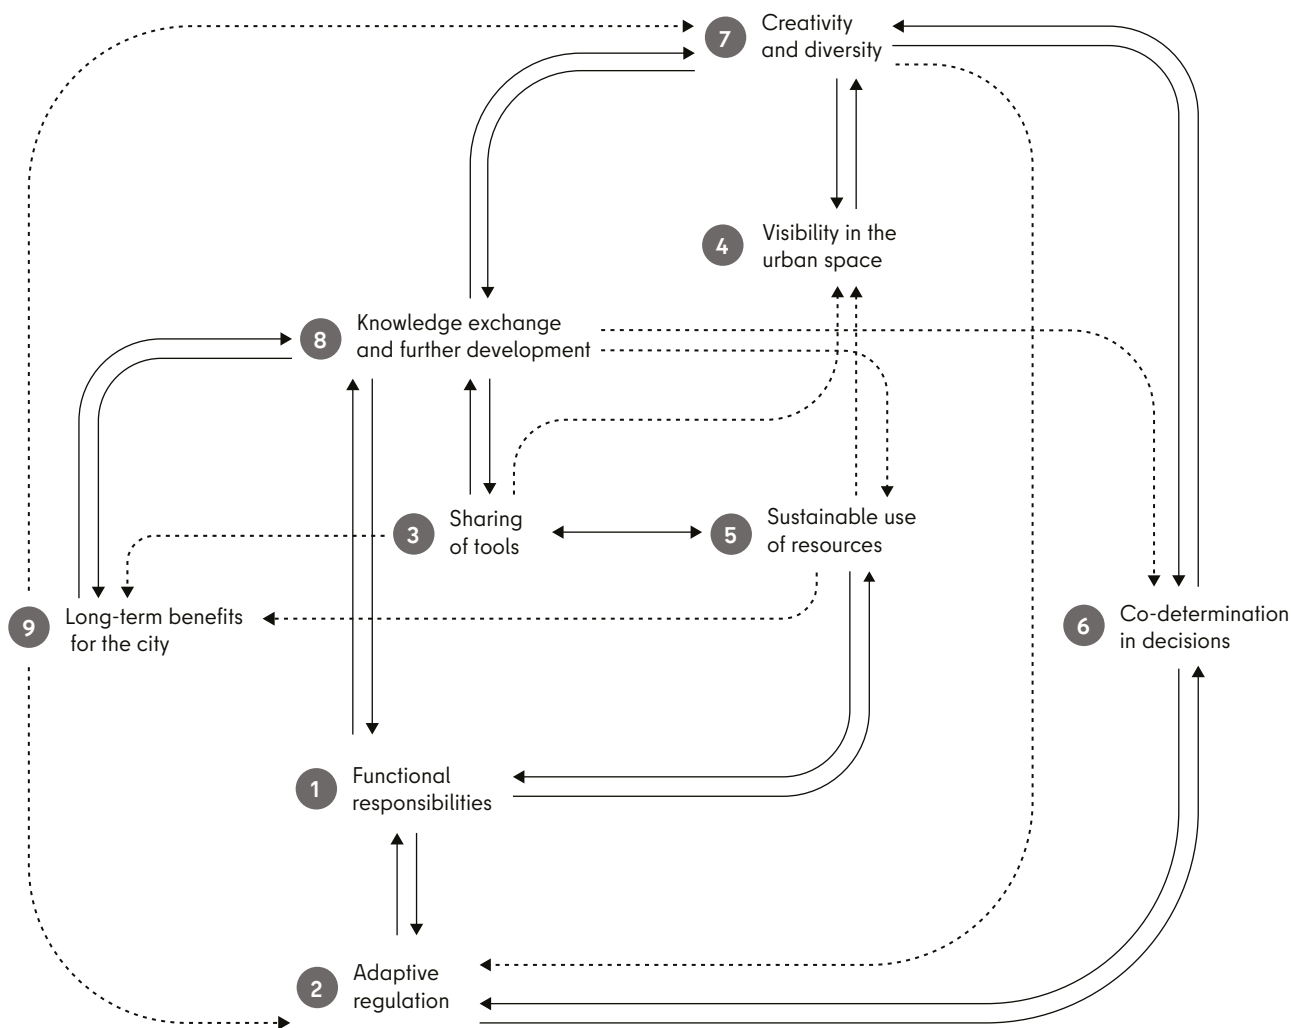 7
Creativity
and diversity
4
Visibility in the
urban space
8
Knowledge exchange
and further development
3
Sharing
of tools
5
Sustainable use
of resources
9
Long-term benefits
for the city
6
Co-determination
in decisions
1
Functional
responsibilities
2
Adaptive
regulation